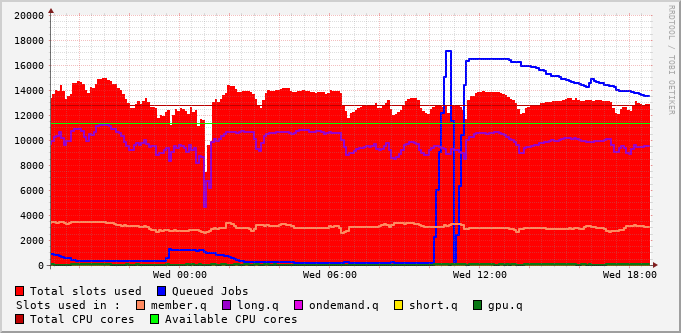 20000
18000
16000
14000
12000
10000
8000
6000
4000
2000
0
RRDTOOL / TOBI OETIKER
Wed 00:00 Wed 06:00 Wed 12:00 Wed 18:00
Total slots used Queued Jobs
Slots used in : member.q long.q ondemand.q short.q gpu.q
Total CPU cores Available CPU cores